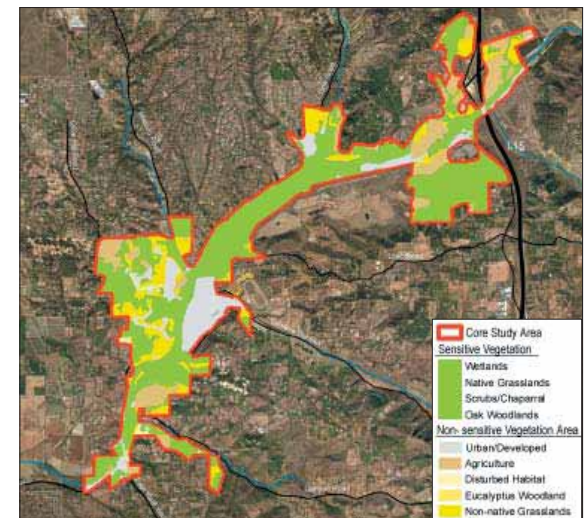 I-15
Core Study Area
Sensitive Vegetation
Wetlands
Native Grasslands
Scrubs/Chaparral
Oak Woodlands
Non- sensitive Vegetation Area
Urban/Developed
Agriculture
Disturbed Habitat
Eucalyptus Woodland
Non-native Grasslands